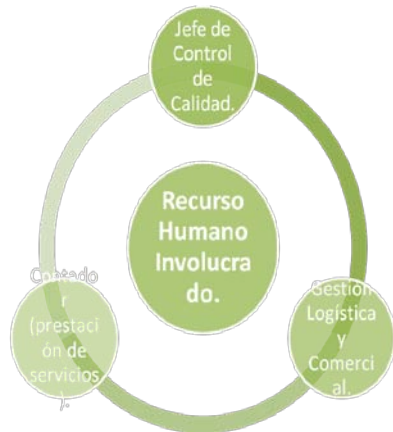 Jefe de
Control
de
Calidad.
Recurso
Humano
Involucra
do.
Contado
r
(prestaci
ón de
servicios
).
Gestión
Logística
y
Comerci
al.